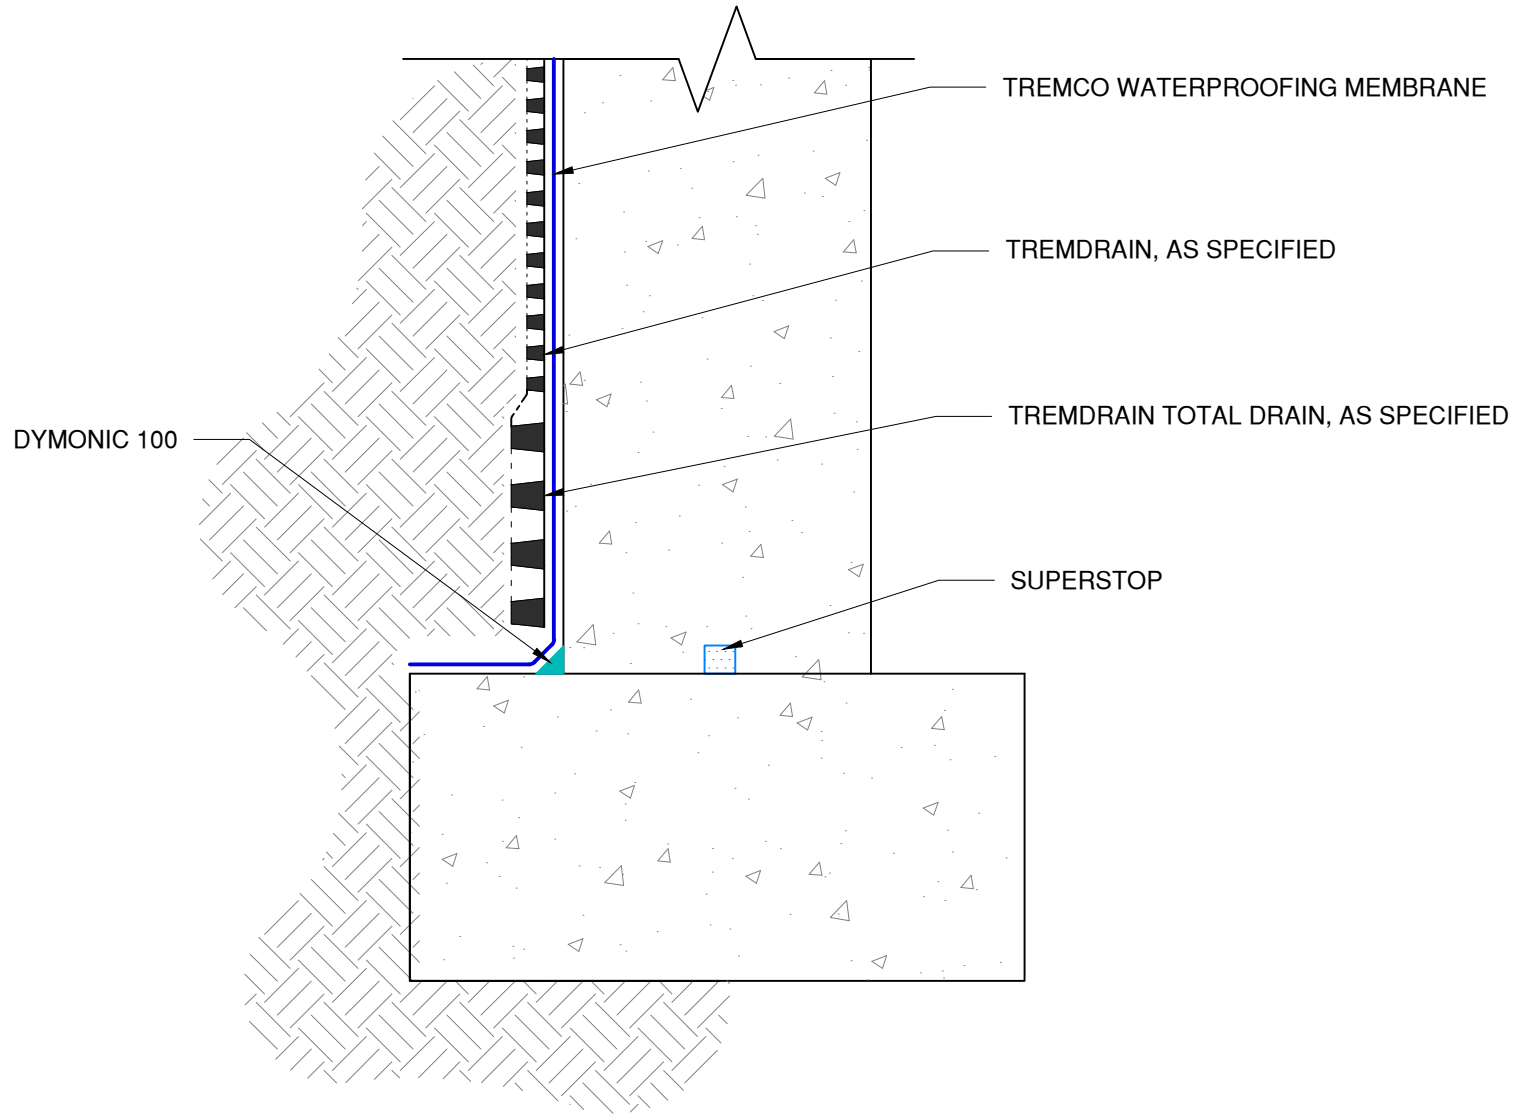 TREMCO WATERPROOFING MEMBRANE
TREMDRAIN, AS SPECIFIED
TREMDRAIN TOTAL DRAIN, AS SPECIFIED
DYMONIC 100
SUPERSTOP